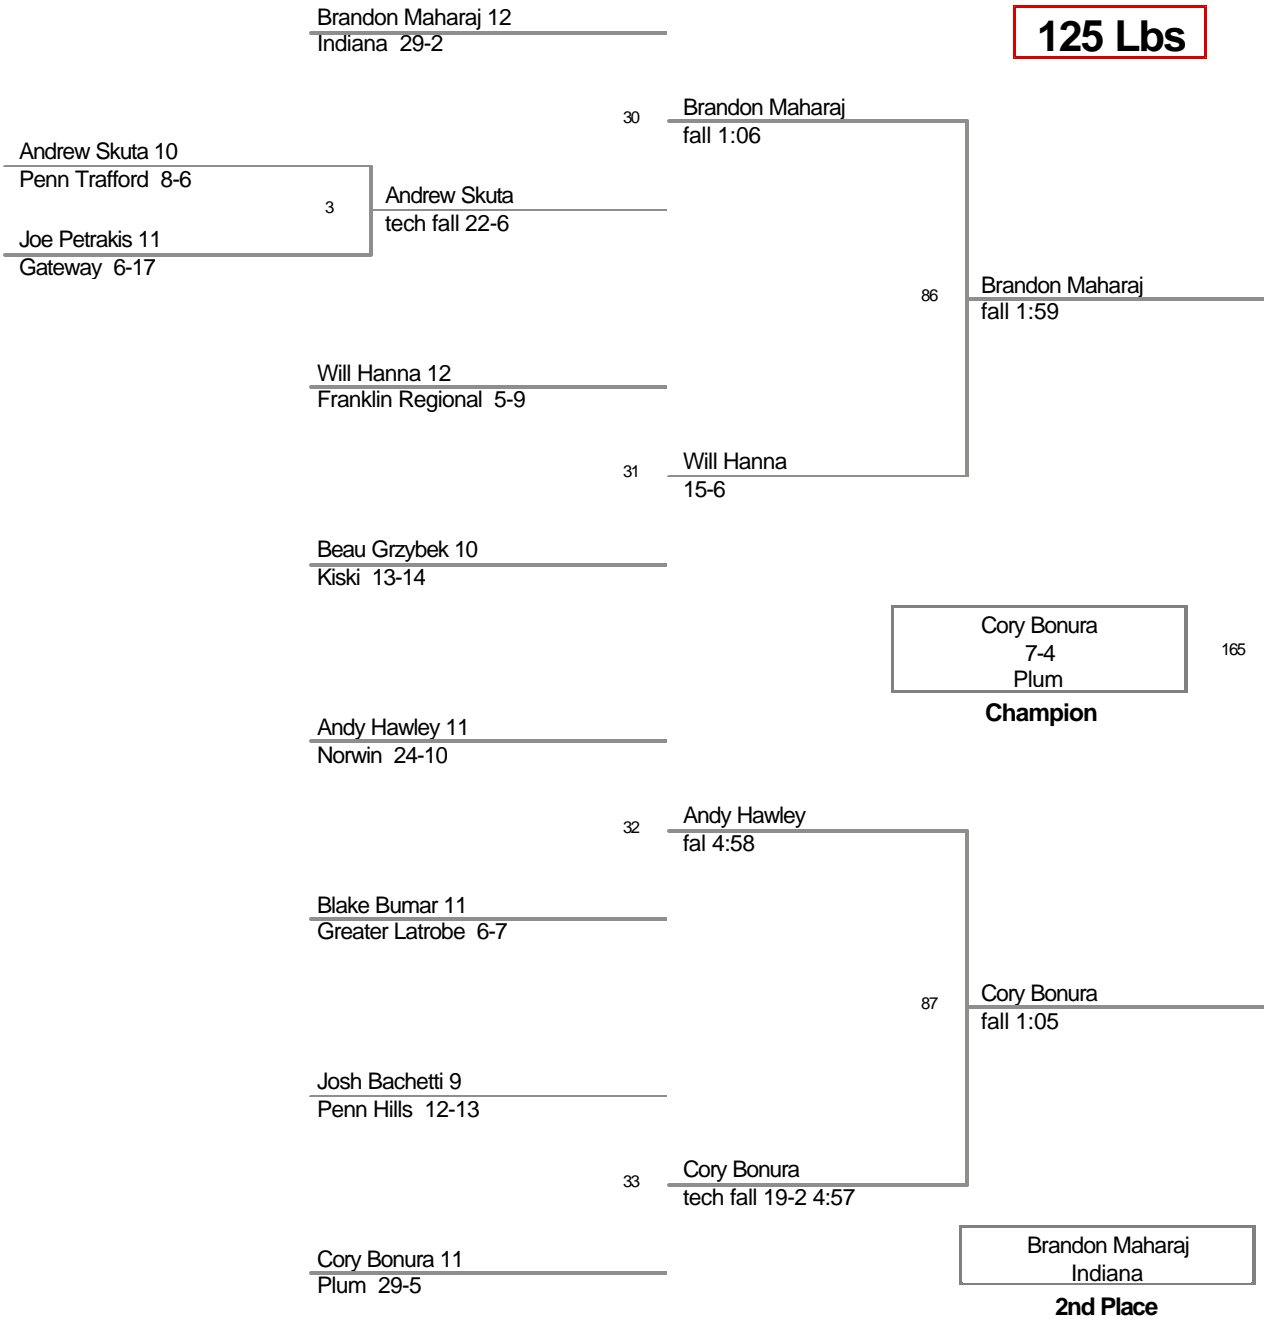 Brandon Maharaj 12
Indiana 29-2
125 Lbs
30
Brandon Maharaj
fall 1:06
Andrew Skuta 10
Penn Trafford 8-6
3
Andrew Skuta
tech fall 22-6
Joe Petrakis 11
Gateway 6-17
86
Brandon Maharaj
fall 1:59
Will Hanna 12
Franklin Regional 5-9
31
Will Hanna
15-6
Beau Grzybek 10
Kiski 13-14
Cory Bonura
7-4
Plum
165
Champion
Andy Hawley 11
Norwin 24-10
32
Andy Hawley
fal 4:58
Blake Bumar 11
Greater Latrobe 6-7
87
Cory Bonura
fall 1:05
Josh Bachetti 9
Penn Hills 12-13
33
Cory Bonura
tech fall 19-2 4:57
Cory Bonura 11
Plum 29-5
Brandon Maharaj
Indiana
2nd Place